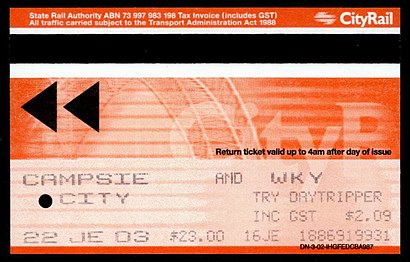 State Rail Authority ABN 73 997 983 198 Tax Invoice (includes GST)
All traffic carried subject to the Transport Administration Act 1988
CityRail
CityR
Return ticket valid up to 4am after day of issue
CAMPSIE AND WKY
CITY TRY DAYTRIPPER
INC GST $2.09
22 JE 03 $23.00 16JE 1886919931
DN-3-02-IHGFEDCBA987